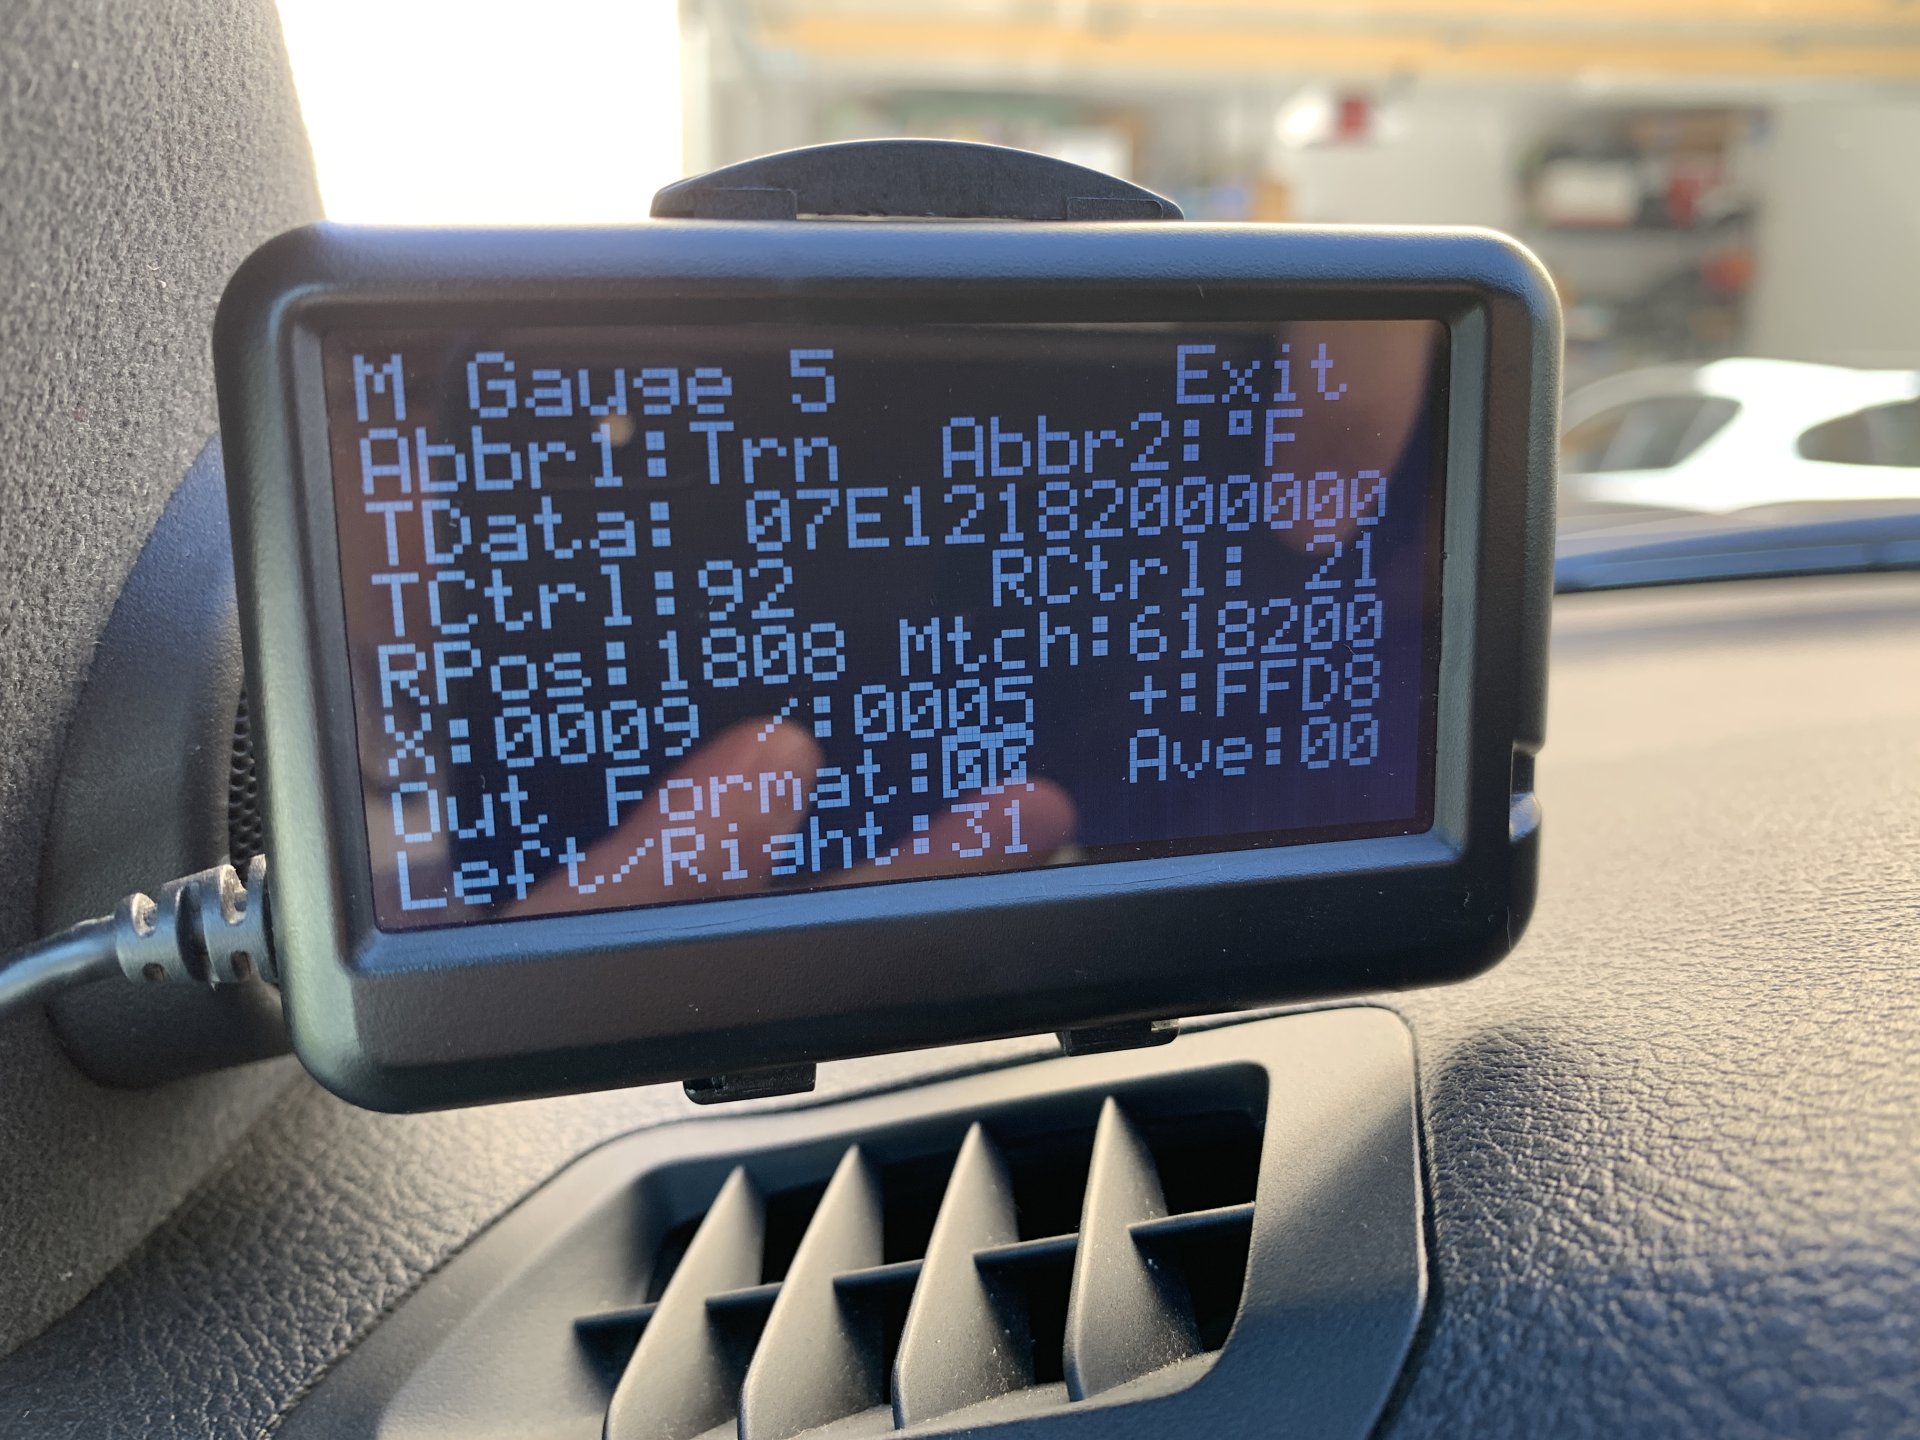 M Gauge 5 Exit
Abbr1:Trn Abbr2:°F
TData: 07E12182000000
TCtrl:92 RCtrl: 21
RPos:1808 Mtch:618200
X:0009 /:0005 +:FFD8
Out Format: Ave:00
Left/Right:31